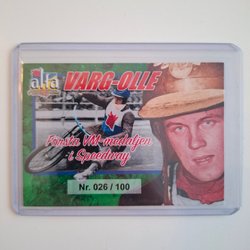 alfa
VARG-OLLE
Första VM-medaljen
i Speedway
Nr. 026 / 100